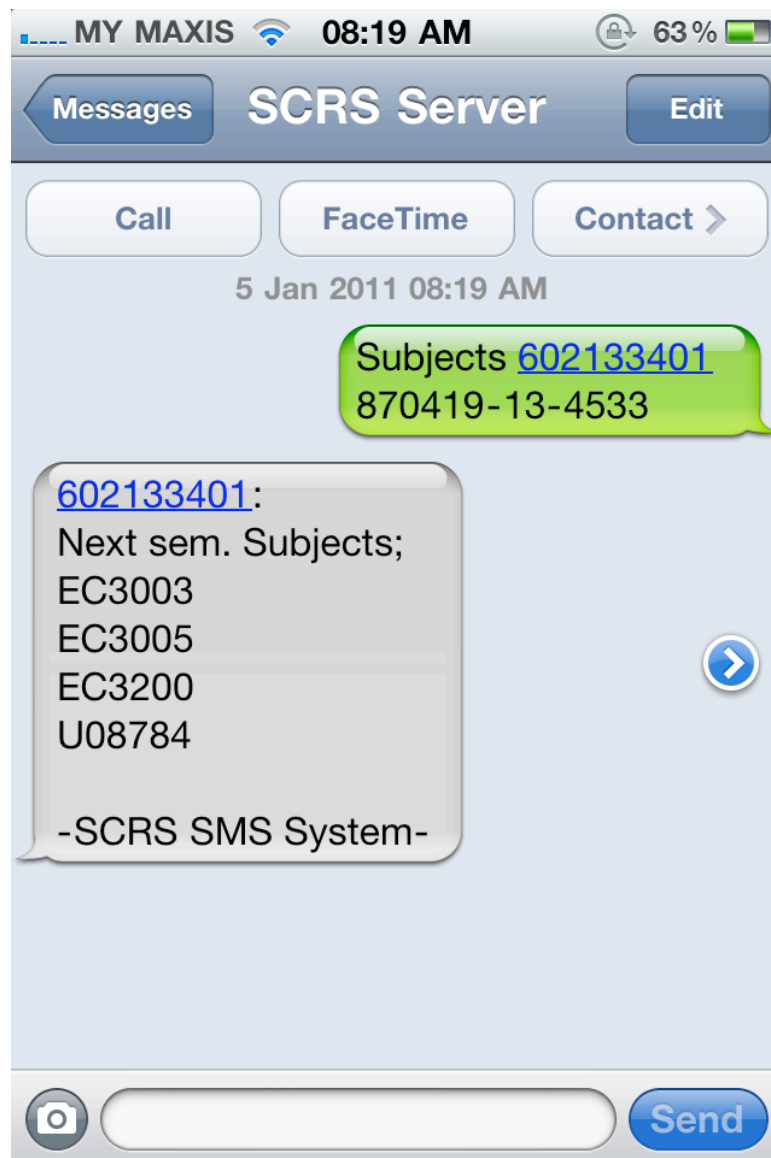 MY MAXIS 08:19 AM 63%
Messages SCRS Server Edit
Call FaceTime Contact
5 Jan 2011 08:19 AM
Subjects 602133401
870419-13-4533
602133401:
Next sem. Subjects;
EC3003
EC3005
EC3200
U08784
-SCRS SMS System-
Send